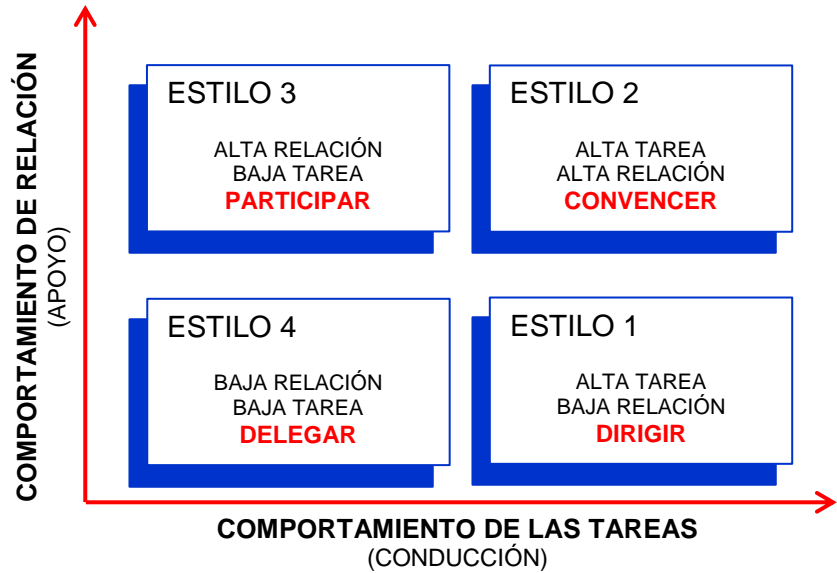 COMPORTAMIENTO DE RELACIÓN
(APOYO)
ESTILO 3
ALTA RELACIÓN
BAJA TAREA
PARTICIPAR
ESTILO 2
ALTA TAREA
ALTA RELACIÓN
CONVENCER
ESTILO 4
BAJA RELACIÓN
BAJA TAREA
DELEGAR
ESTILO 1
ALTA TAREA
BAJA RELACIÓN
DIRIGIR
COMPORTAMIENTO DE LAS TAREAS
(CONDUCCIÓN)